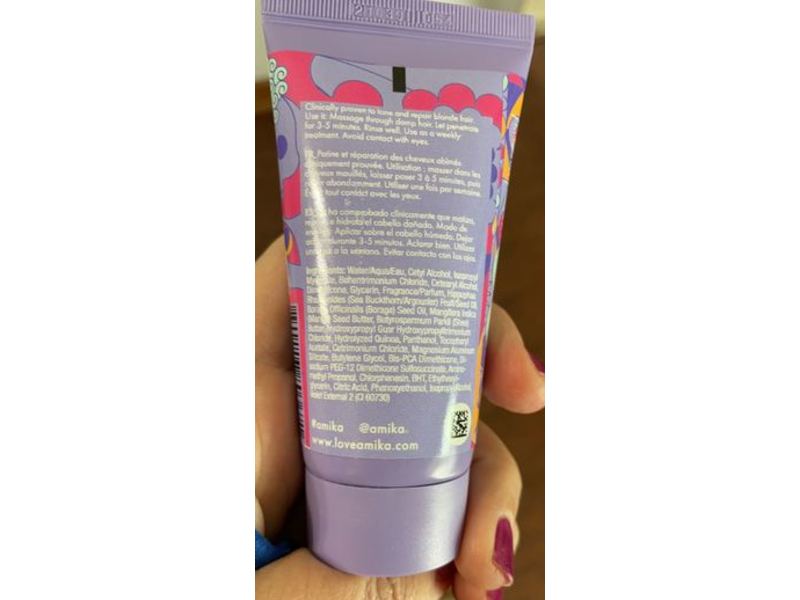 Clinically proven to tone and repair blonde hair.
Use it: Massage through damp hair. Let penetrate
for 3-5 minutes. Rinse well. Use as a weekly
treatment. Avoid contact with eyes.
FR_Patine et réparation des cheveux abîmés
cliniquement prouvée. Utilisation : masser dans les
cheveux mouillés, laisser poser 3 à 5 minutes, puis
rincer abondamment. Utiliser une fois par semaine.
Éviter tout contact avec les yeux.
ha comprobado clínicamente que matiza,
e hidrata el cabello dañado. Modo de
Aplicar sobre el cabello húmedo. Dejar
durante 3-5 minutos. Aclarar bien. Utilizar
a la semana. Evitar contacto con los ojos.
Ingredients: Water/Aqua/Eau, Cetyl Alcohol, Isopropyl
Myristate, Behentrimonium Chloride, Cetearyl Alcohol,
Dimethicone, Glycerin, Fragrance/Parfum, Hippophae
Rhamnoides (Sea Buckthorn/Argousier) Fruit/Seed Oil,
Borago Officinalis (Borage) Seed Oil, Mangifera Indica
(Mango) Seed Butter, Butyrospermum Parkii (Shea)
Butter, Hydroxypropyl Guar Hydroxypropyltrimonium
Chloride, Hydrolyzed Quinoa, Panthenol, Tocopheryl
Acetate, Cetrimonium Chloride, Magnesium Aluminum
Silicate, Butylene Glycol, Bis-PCA Dimethicone, Di-
sodium PEG-12 Dimethicone Sulfosuccinate, Amino-
methyl Propanol, Chlorphenesin, BHT, Ethylhexyl-
glycerin, Citric Acid, Phenoxyethanol, Isopropyl Alcohol,
Violet External 2 (CI 60730)
#amika @amika
www.loveamika.com